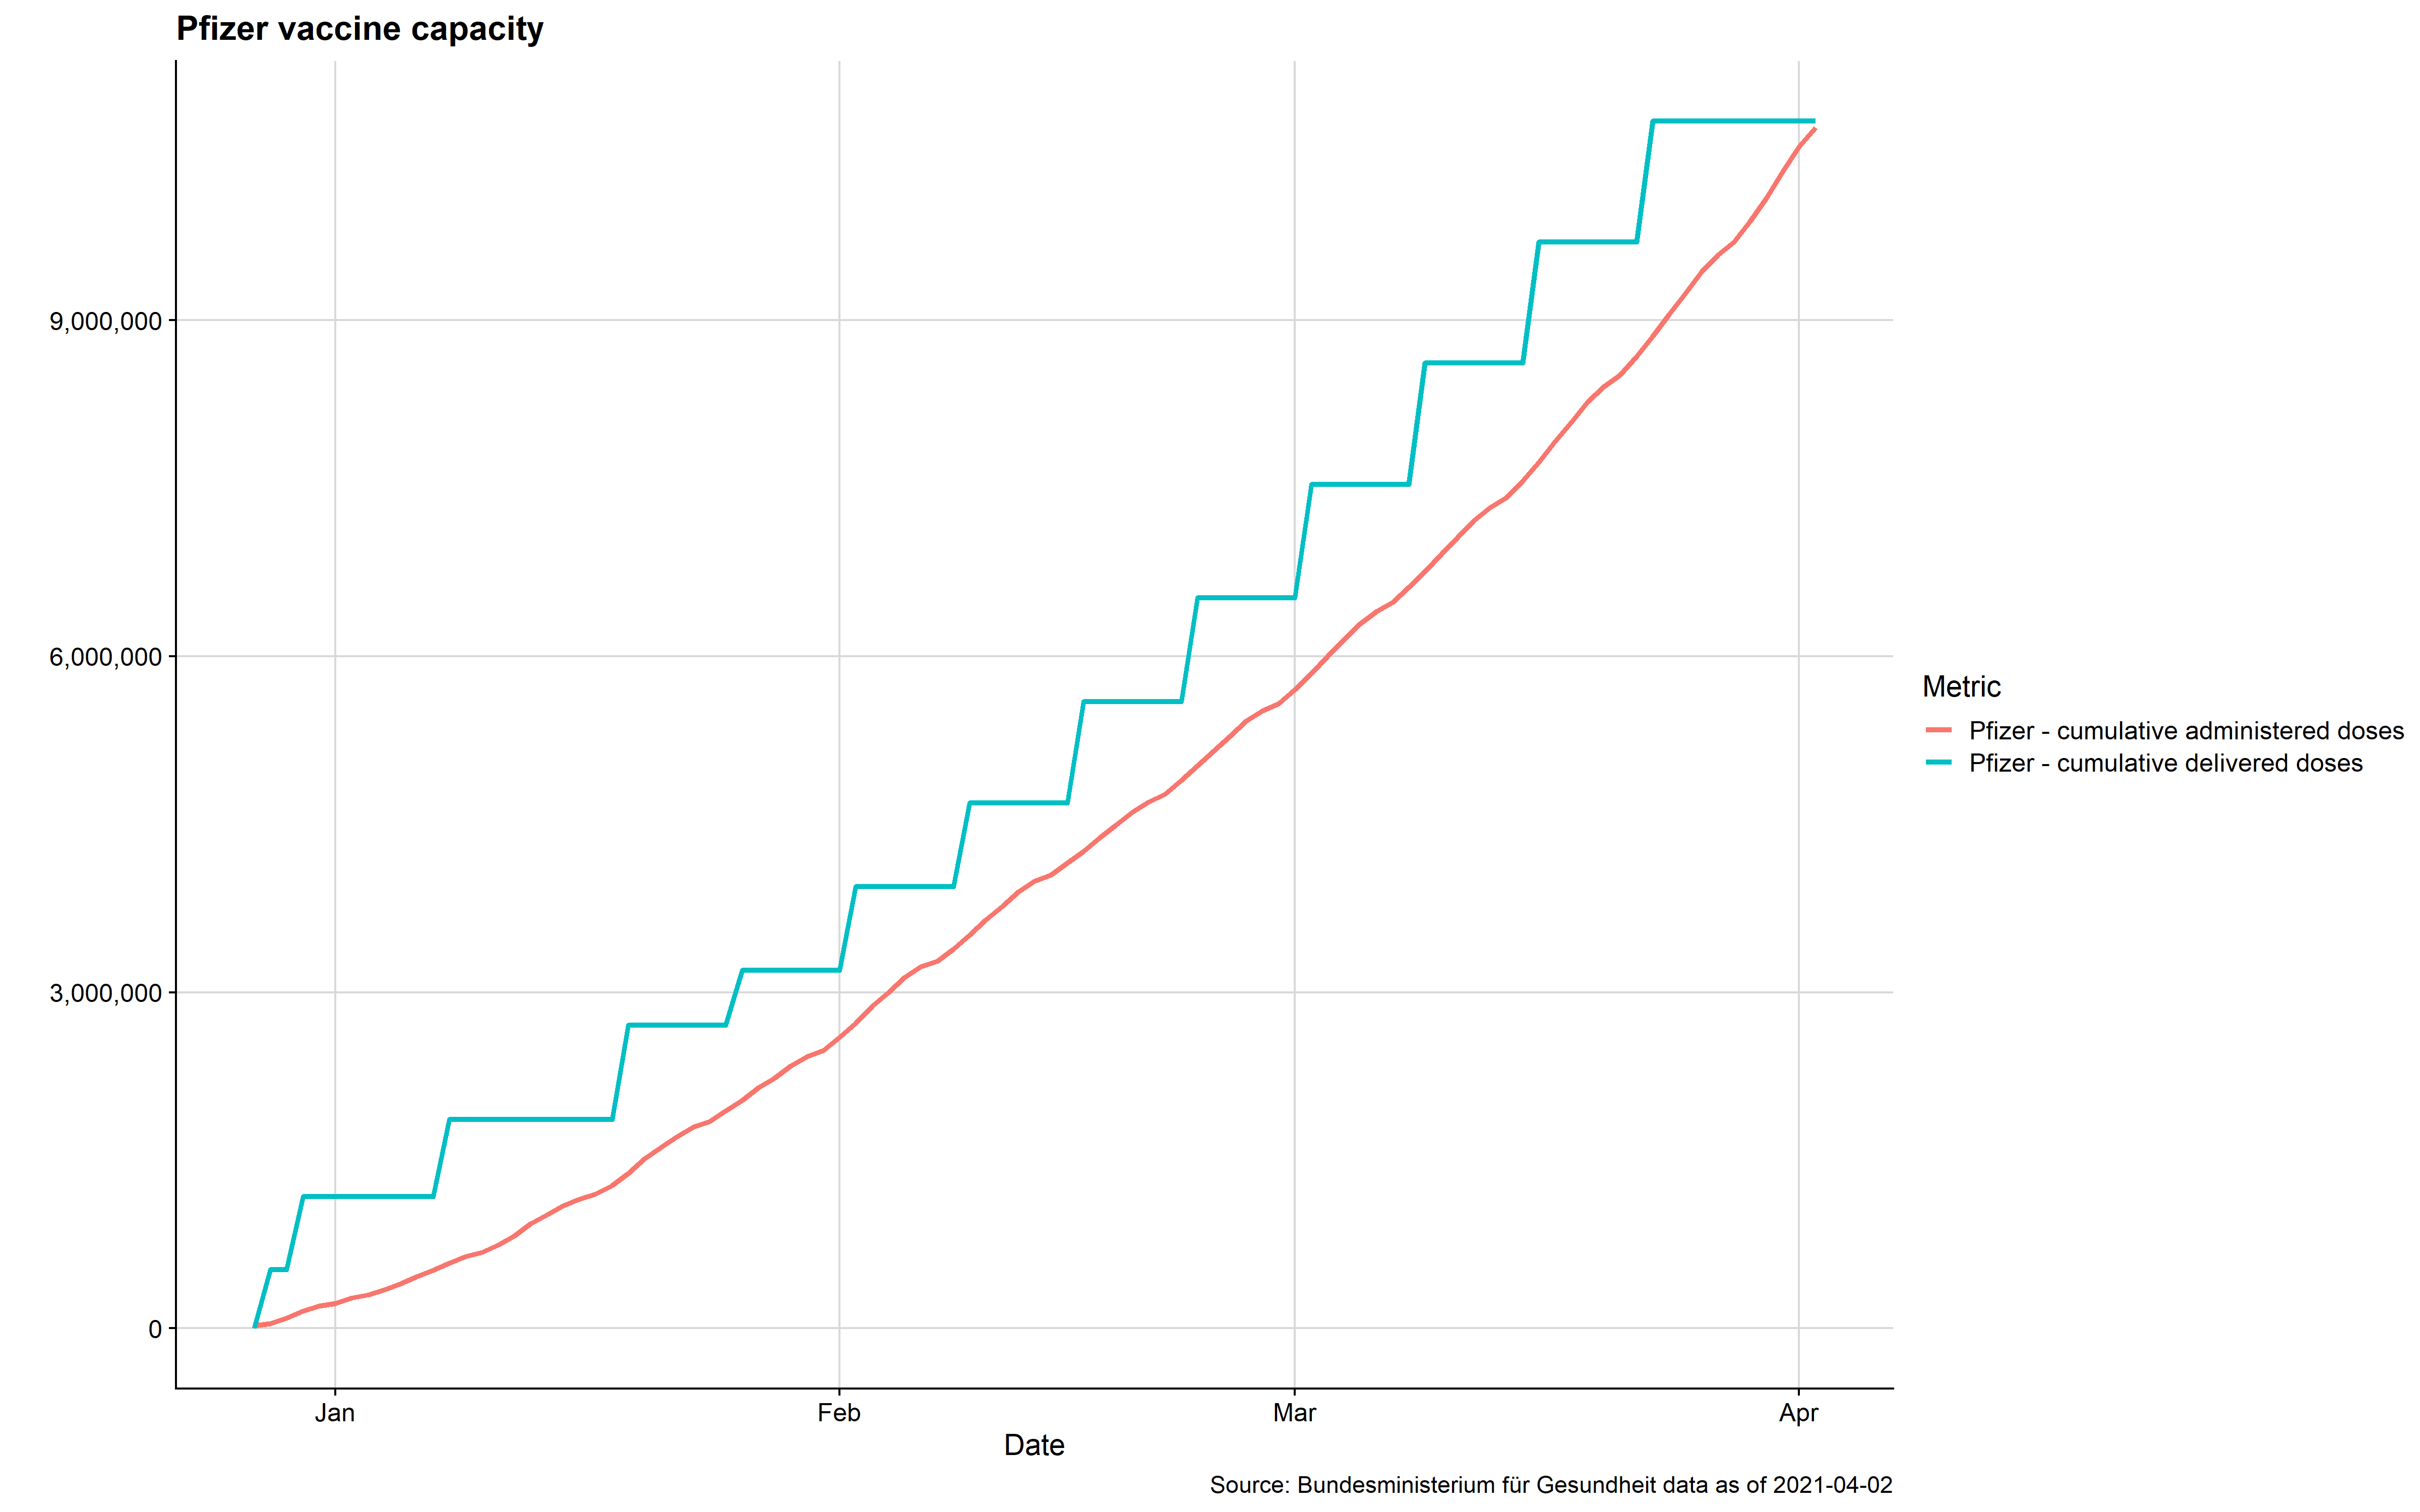 Pfizer vaccine capacity
9,000,000
6,000,000
3,000,000
0
Jan Feb Mar Apr
Date
Metric
Pfizer - cumulative administered doses
Pfizer - cumulative delivered doses
Source: Bundesministerium für Gesundheit data as of 2021-04-02